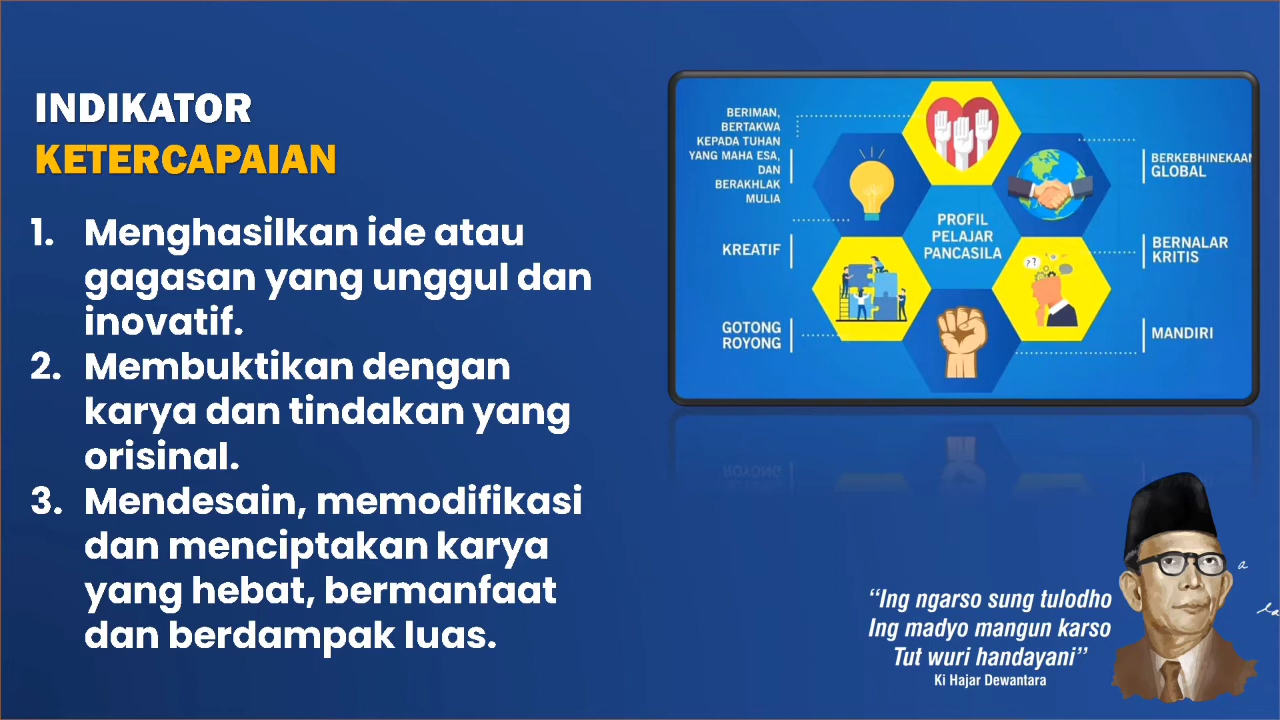 INDIKATOR
KETERCAPAIAN
1. Menghasilkan ide atau
gagasan yang unggul dan
inovatif.
2. Membuktikan dengan
karya dan tindakan yang
orisinal.
3. Mendesain, memodifikasi
dan menciptakan karya
yang hebat, bermanfaat
dan berdampak luas.
BERIMAN,
BERTAKWA
KEPADA TUHAN
YANG MAHA ESA,
DAN
BERAKHLAK
MULIA
KREATIF
GOTONG
ROYONG
PROFIL
PELAJAR
PANCASILA
BERKEBHINEKAAN
GLOBAL
BERNALAR
KRITIS
MANDIRI
??
“Ing ngarso sung tulodho
Ing madyo mangun karso
Tut wuri handayani”
Ki Hajar Dewantara
a